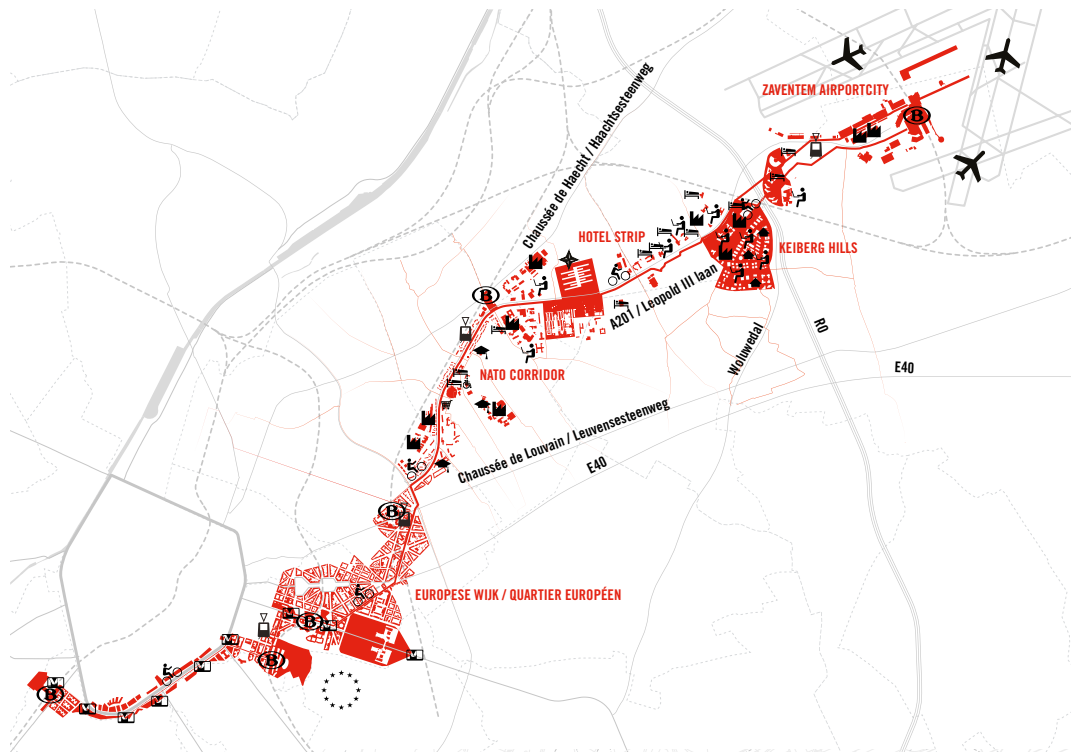 ZAVENTEM AIRPORTCITY
B
Chaussée de Haecht / Haachtsesteenweg
HOTEL STRIP
KEIBERG HILLS
A201 / Leopold III laan
B
R0
Woluwedal
NATO CORRIDOR
E40
Chaussée de Louvain / Leuvensesteenweg
E40
B
EUROPESE WIJK / QUARTIER EUROPÉEN
M
B
M
M
M
B
M
M
B
M
M
M